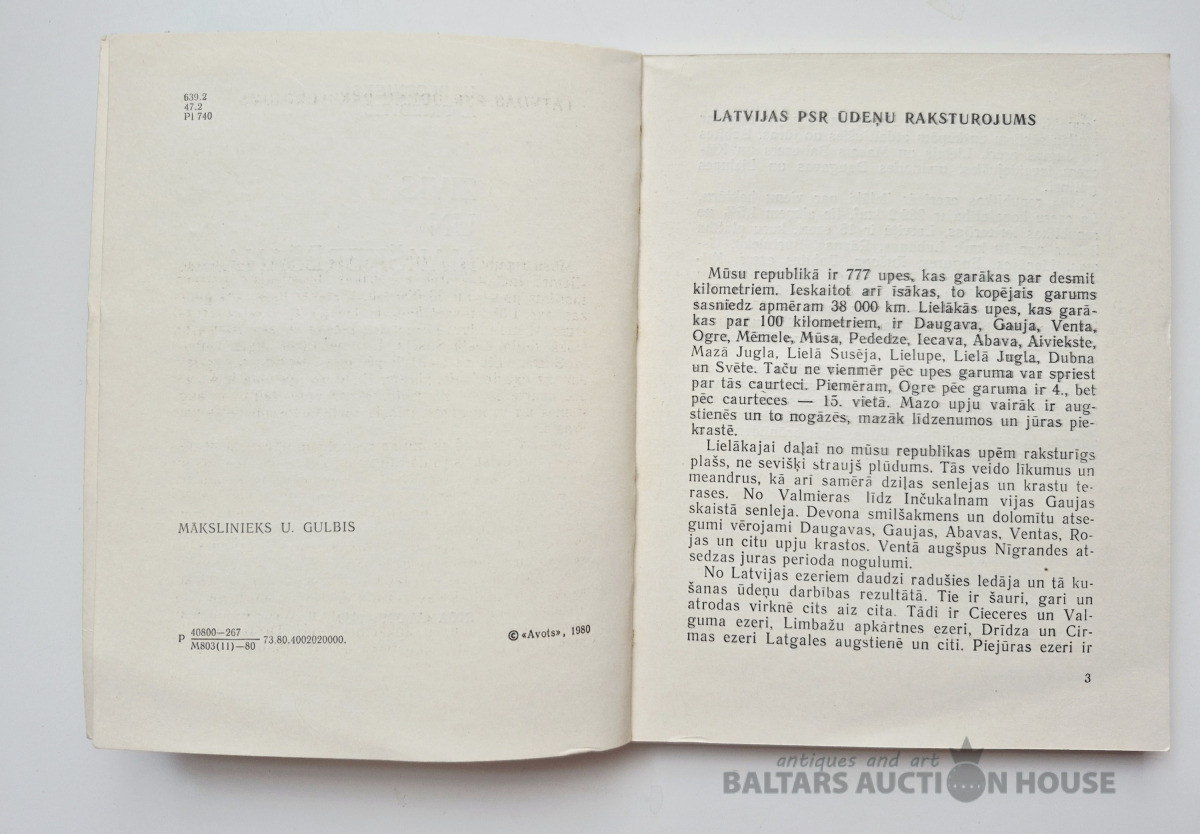 639.2
47.2
Pl 740
MĀKSLINIEKS U. GULBIS
P 40800—267
M803(11)—80 73.80.4002020000.
© «Avots», 1980
LATVIJAS PSR ŪDEŅU RAKSTUROJUMS
Mūsu republikā ir 777 upes, kas garākas par desmit
kilometriem. Ieskaitot arī īsākas, to kopējais garums
sasniedz apmēram 38 000 km. Lielākās upes, kas garā-
kas par 100 kilometriem, ir Daugava, Gauja, Venta,
Ogre, Mēmele, Mūsa, Pededze, Iecava, Abava, Aiviekste,
Mazā Jugla, Lielā Susēja, Lielupe, Lielā Jugla, Dubna
un Svēte. Taču ne vienmēr pēc upes garuma var spriest
par tās caurteci. Piemēram, Ogre pēc garuma ir 4., bet
pēc caurteces — 15. vietā. Mazo upju vairāk ir aug-
stienēs un to nogāzēs, mazāk līdzenumos un jūras pie-
krastē.
Lielākajai daļai no mūsu republikas upēm raksturīgs
plašs, ne sevišķi straujš plūdums. Tās veido līkumus un
meandrus, kā arī samērā dziļas senlejas un krastu te-
rases. No Valmieras līdz Inčukalnam vijas Gaujas
skaistā senleja. Devona smilšakmens un dolomītu atse-
gumi vērojami Daugavas, Gaujas, Abavas, Ventas, Ro-
jas un citu upju krastos. Ventā augšpus Nīgrandes at-
sedzas juras perioda nogulumi.
No Latvijas ezeriem daudzi radušies ledāja un tā ku-
šanas ūdeņu darbības rezultātā. Tie ir šauri, gari un
atrodas virknē cits aiz cita. Tādi ir Cieceres un Val-
guma ezeri, Limbažu apkārtnes ezeri, Drīdza un Cir-
mas ezeri Latgales augstienē un citi. Piejūras ezeri ir
3
antiques and art
BALTARS AUCTION HOUSE